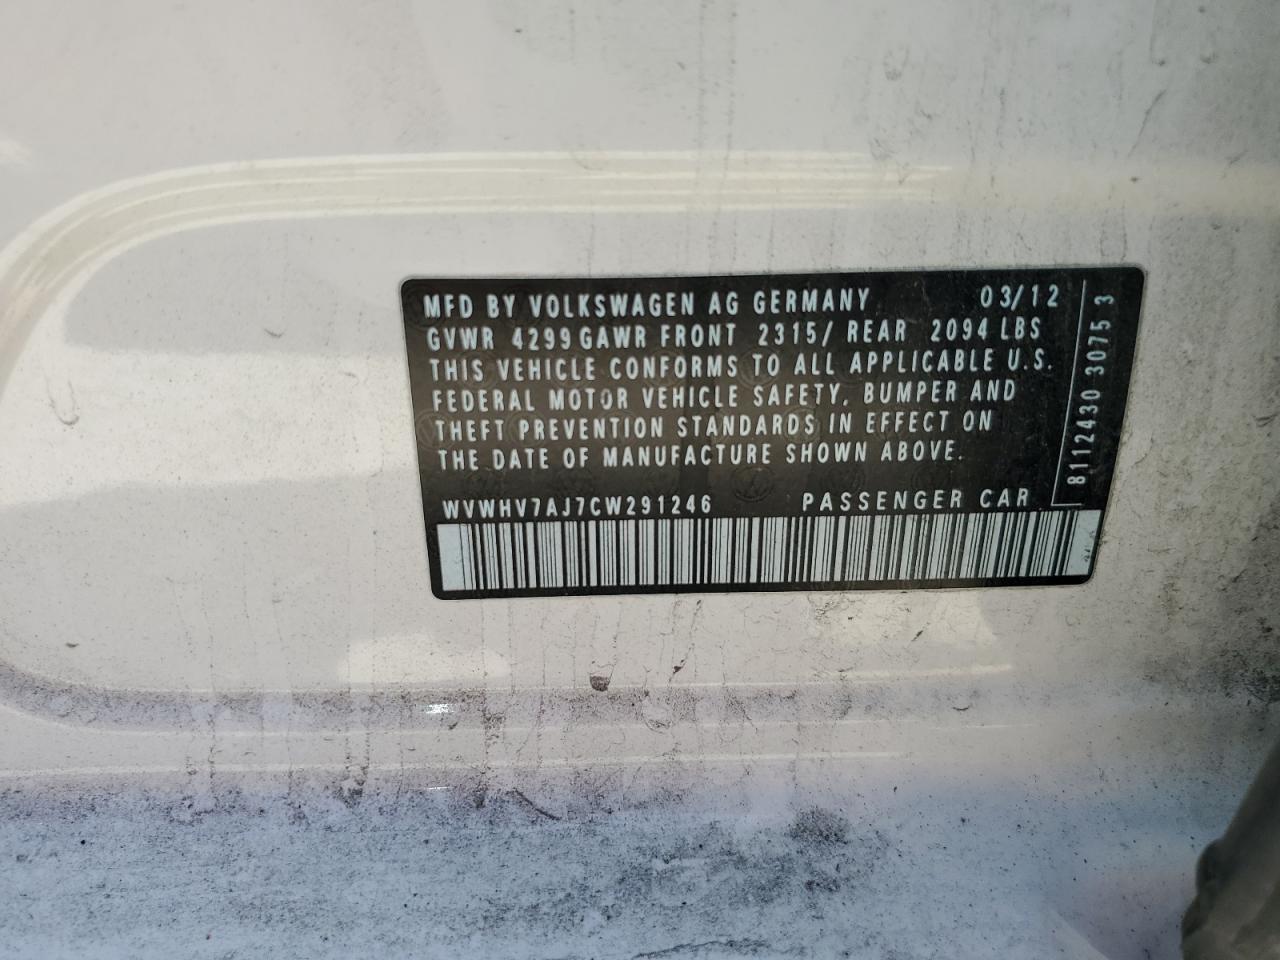 MFD BY VOLKSWAGEN AG GERMANY 03/12
GVWR 4299 GAWR FRONT 2315/ REAR 2094 LBS
THIS VEHICLE CONFORMS TO ALL APPLICABLE U.S.
FEDERAL MOTOR VEHICLE SAFETY, BUMPER AND
THEFT PREVENTION STANDARDS IN EFFECT ON
THE DATE OF MANUFACTURE SHOWN ABOVE.
WVWHV7AJ7CW291246 PASSENGER CAR
8112430 3075 3